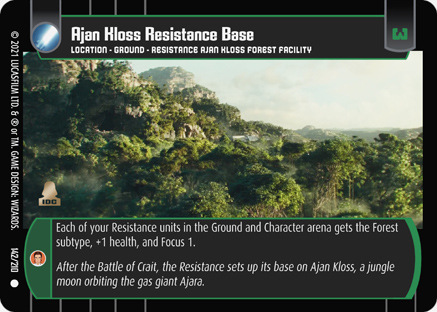 Ajan Kloss Resistance Base
LOCATION - GROUND - RESISTANCE AJAN KLOSS FOREST FACILITY
IDC
Each of your Resistance units in the Ground and Character arena gets the Forest
subtype, +1 health, and Focus 1.
After the Battle of Crait, the Resistance sets up its base on Ajan Kloss, a jungle
moon orbiting the gas giant Ajara.
© 2021 LUCASFILM LTD. & ® or TM. GAME DESIGN: WIZARDS. 142/210